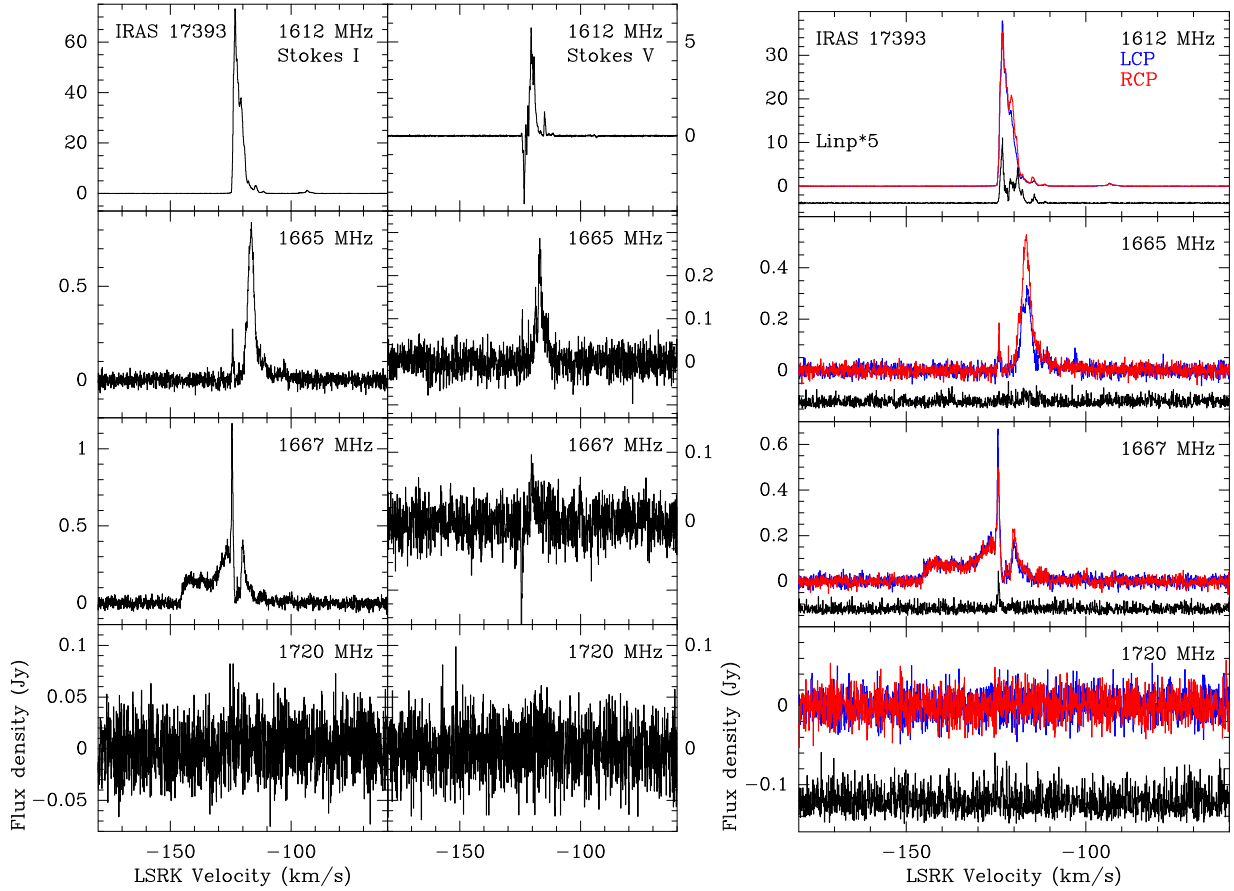 IRAS 17393 1612 MHz
Stokes I
60
40
20
0
1612 MHz
Stokes V
5
0
1665 MHz
0.5
0
1665 MHz
0.2
0.1
0
1667 MHz
1
0.5
0
1667 MHz
0.1
0
1720 MHz
0.1
0.05
0
−0.05
1720 MHz
0.1
0
Flux density (Jy)
−150 −100
LSRK Velocity (km/s)
−150 −100
IRAS 17393 1612 MHz
LCP
RCP
Linp*5
30
20
10
0
1665 MHz
0.4
0.2
0
1667 MHz
0.6
0.4
0.2
0
1720 MHz
0
−0.1
Flux density (Jy)
−150 −100
LSRK Velocity (km/s)